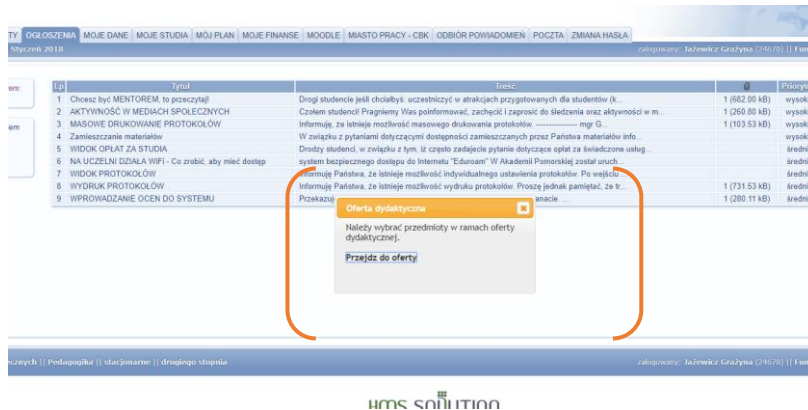 TY OGŁOSZENIA MOJE DANE MOJE STUDIA MÓJ PLAN MOJE FINANSE MOODLE MIASTO PRACY - CBK ODBIÓR POWIADOMIEŃ POCZTA ZMIANA HASŁA
Styczeń 2018 zalogowany: Jażewicz Grażyna (24670) ||
Lp Tytuł Treść Prioryt
em
1 Chcesz być MENTOREM, to przeczytaj! Drogi studencie jeśli chciałbyś: uczestniczyć w atrakcjach przygotowanych dla studentów (k... 1 (682.00 kB) wysok
2 AKTYWNOŚĆ W MEDIACH SPOŁECZNYCH Czołem studenci! Pragniemy Was poinformować, zachęcić i zaprosić do śledzenia oraz aktywności w m... 1 (260.80 kB) wysok
em
3 MASOWE DRUKOWANIE PROTOKOŁÓW Informuję, że istnieje możliwość masowego drukowania protokołów. ---------------- mgr G... 1 (103.53 kB) wysok
4 Zamieszczanie materiałów W związku z pytaniami dotyczącymi dostępności zamieszczanych przez Państwa materiałów info... wysok
5 WIDOK OPŁAT ZA STUDIA Drodzy studenci, w związku z tym, iż często zadajecie pytanie dotyczące opłat za świadczone usług... średni
6 NA UCZELNI DZIAŁA WiFi - Co zrobić, aby mieć dostęp system bezpiecznego dostępu do Internetu "Eduroam" W Akademii Pomorskiej został uruch... średni
7 WIDOK PROTOKOŁÓW Informuję Państwa, że istnieje możliwość indywidualnego ustawienia protokołów. Po wejściu ... średni
8 WYDRUK PROTOKOŁÓW Informuję Państwa, że istnieje możliwość wydruku protokołów. Proszę jednak pamiętać, że tr... 1 (731.53 kB) średni
9 WPROWADZANIE OCEN DO SYSTEMU Przekazuj anacie. ... 1 (280.11 kB) średni
Oferta dydaktyczna
Należy wybrać przedmioty w ramach oferty
dydaktycznej.
Przejdz do oferty
ecznych || Pedagogika || stacjonarne || drugiego stopnia zalogowany: Jażewicz Grażyna (24670) ||
HMS SOLUTION